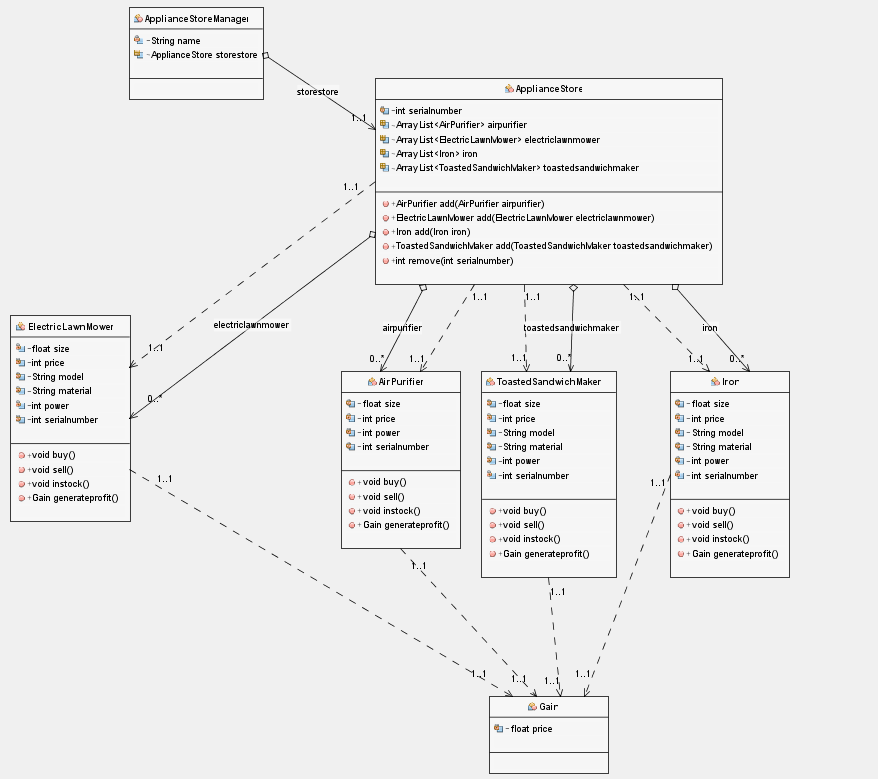 ApplianceStoreManager
-String name
-ApplianceStore storestore
storestore
1..1
ApplianceStore
-int serialnumber
-ArrayList<AirPurifier> airpurifier
-ArrayList<ElectricLawnMower> electriclawnmower
-ArrayList<Iron> iron
-ArrayList<ToastedSandwichMaker> toastedsandwichmaker
+AirPurifier add(AirPurifier airpurifier)
+ElectricLawnMower add(ElectricLawnMower electriclawnmower)
+Iron add(Iron iron)
+ToastedSandwichMaker add(ToastedSandwichMaker toastedsandwichmaker)
+int remove(int serialnumber)
1..1
1..1
electriclawnmower
0..*
1..1
airpurifier
0..*
1..1
1..1
toastedsandwichmaker
1..1
0..*
1..1
iron
1..1
0..*
ElectricLawnMower
-float size
-int price
-String model
-String material
-int power
-int serialnumber
+void buy()
+void sell()
+void instock()
+Gain generateprofit()
AirPurifier
-float size
-int price
-int power
-int serialnumber
+void buy()
+void sell()
+void instock()
+Gain generateprofit()
ToastedSandwichMaker
-float size
-int price
-String model
-String material
-int power
-int serialnumber
+void buy()
+void sell()
+void instock()
+Gain generateprofit()
Iron
-float size
-int price
-String model
-String material
-int power
-int serialnumber
+void buy()
+void sell()
+void instock()
+Gain generateprofit()
1..1
1..1
1..1
1..1
1..1
1..1
1..1
1..1
Gain
-float price